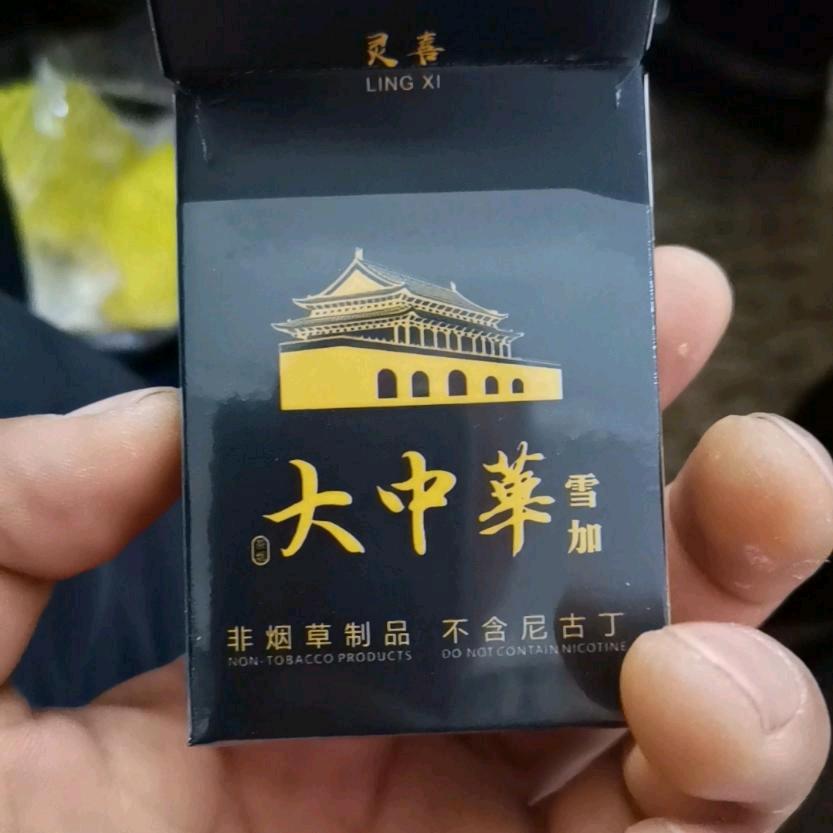 灵喜
LING XI
大中華
雪加
非烟草制品 不含尼古丁
NON-TOBACCO PRODUCTS DO NOT CONTAIN NICOTINE